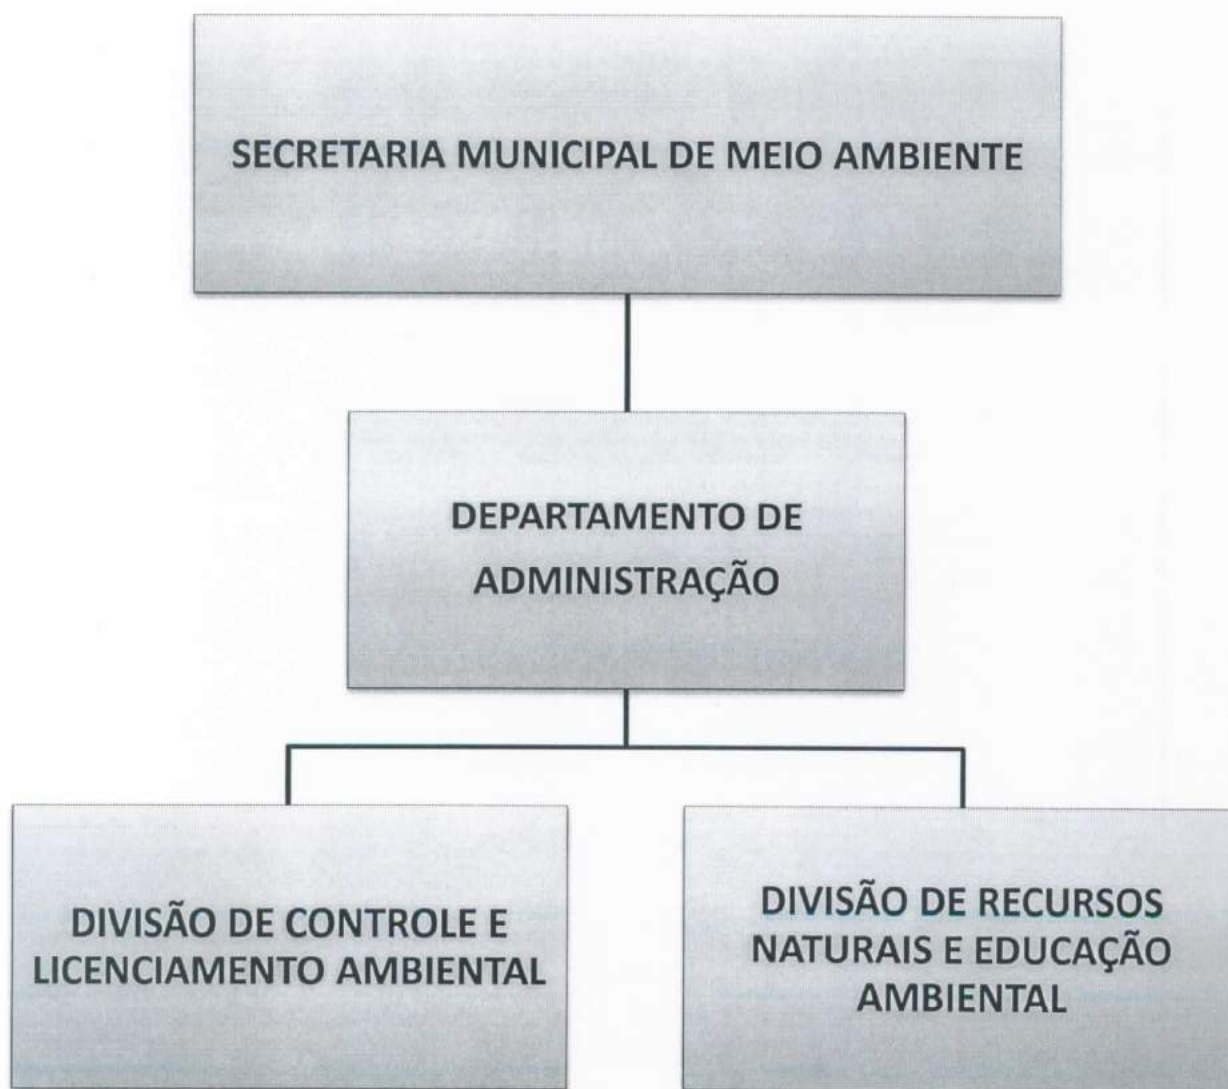 SECRETARIA MUNICIPAL DE MEIO AMBIENTE
DEPARTAMENTO DE
ADMINISTRAÇÃO
DIVISÃO DE CONTROLE E
LICENCIAMENTO AMBIENTAL
DIVISÃO DE RECURSOS
NATURAIS E EDUCAÇÃO
AMBIENTAL